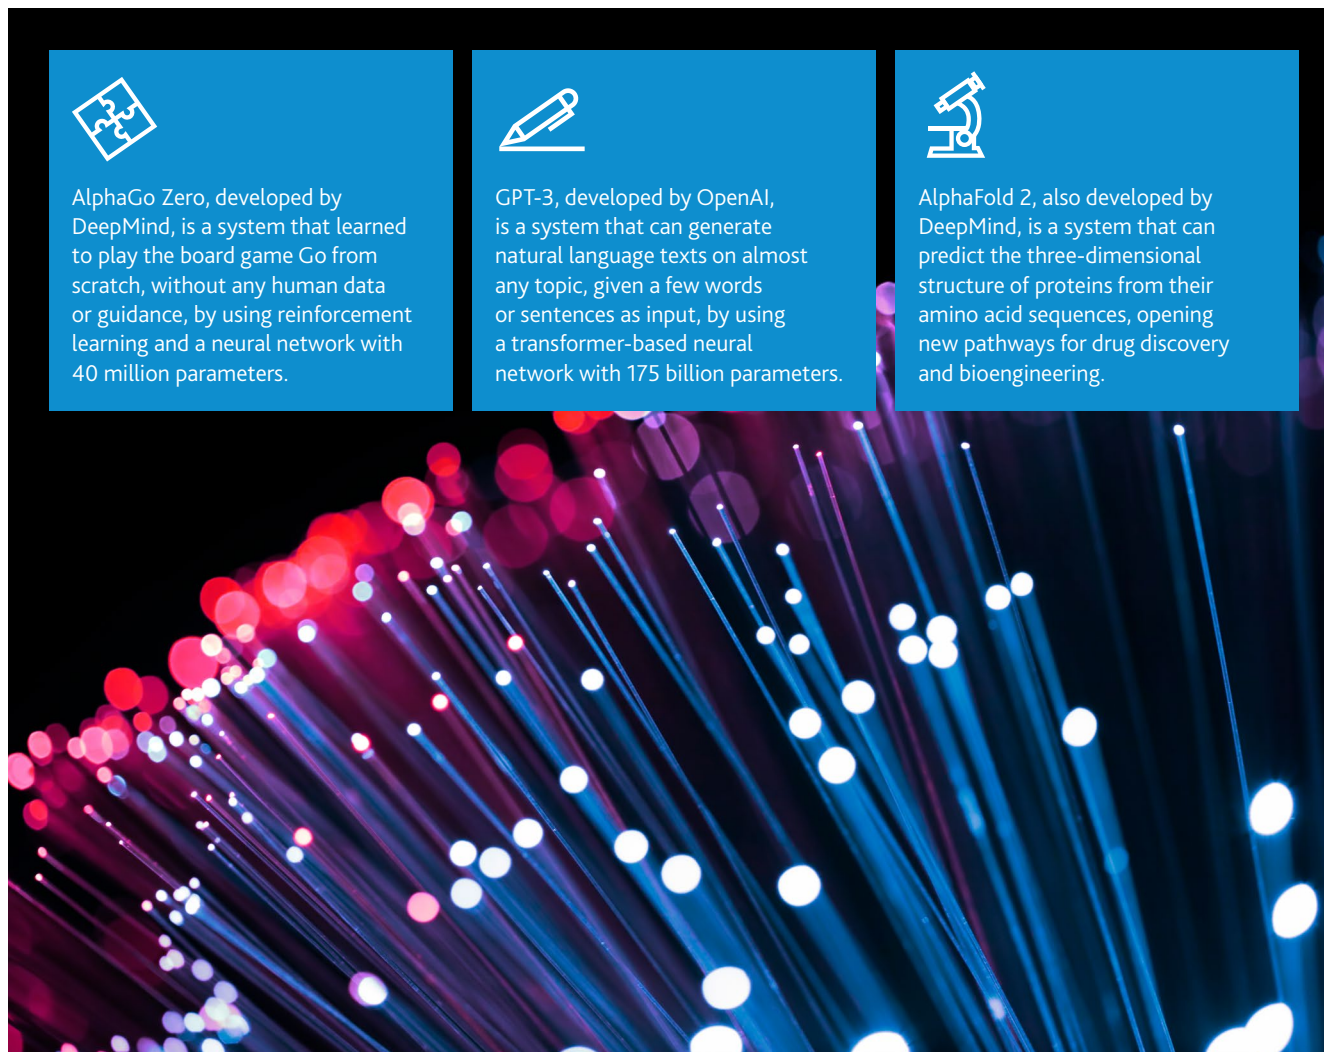 AlphaGo Zero, developed by
DeepMind, is a system that learned
to play the board game Go from
scratch, without any human data
or guidance, by using reinforcement
learning and a neural network with
40 million parameters.
GPT-3, developed by OpenAI,
is a system that can generate
natural language texts on almost
any topic, given a few words
or sentences as input, by using
a transformer-based neural
network with 175 billion parameters.
AlphaFold 2, also developed by
DeepMind, is a system that can
predict the three-dimensional
structure of proteins from their
amino acid sequences, opening
new pathways for drug discovery
and bioengineering.